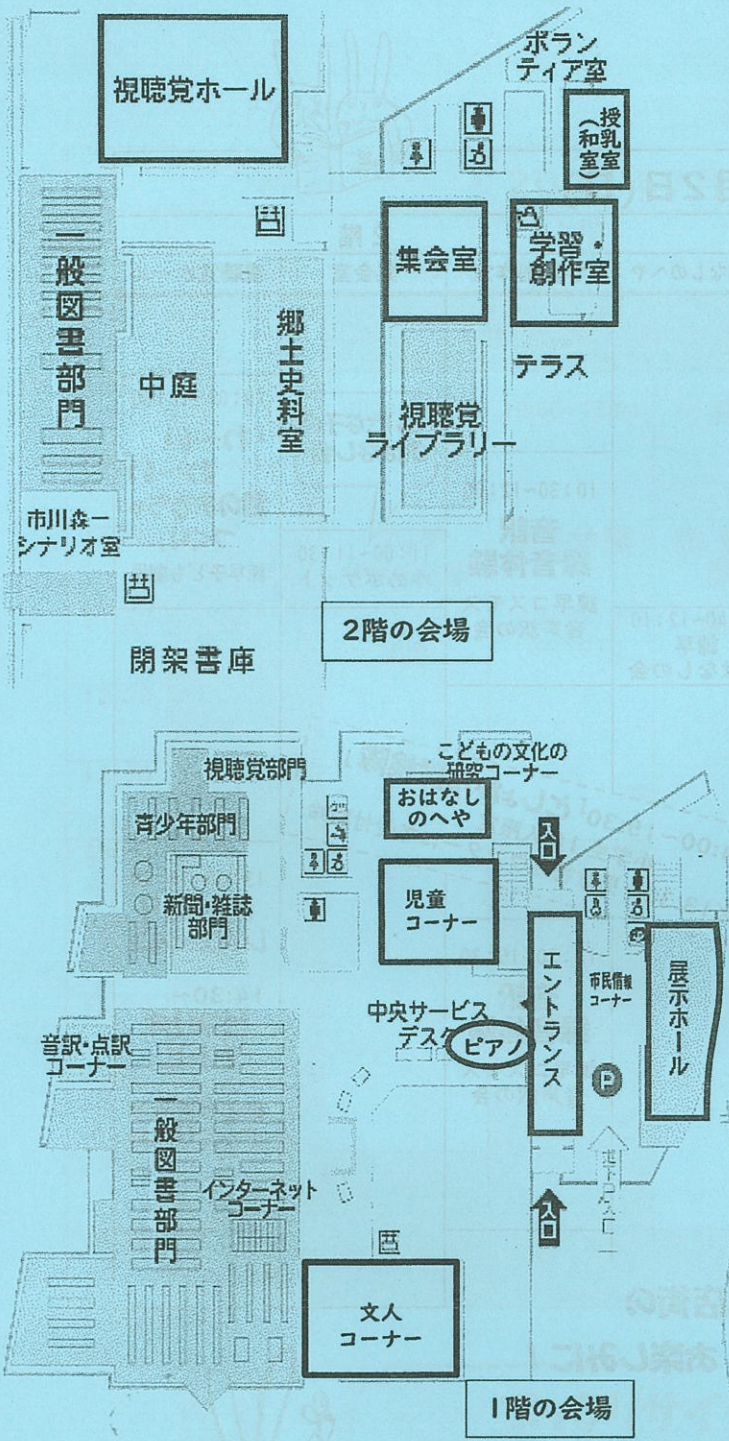 視聴覚ホール
ボラン
ティア室
授乳室
(和室)
一般図書部門
集会室
学習・
創作室
郷土史料室
中庭
テラス
視聴覚
ライブラリー
市川森一
シナリオ室
2階の会場
閉架書庫
こどもの文化の
研究コーナー
視聴覚部門
おはなし
のへや
青少年部門
入口
児童
コーナー
新聞・雑誌
部門
エントランス
市民情報
コーナー
展示ホール
中央サービス
デスク
ピアノ
音訳・点訳
コーナー
P
一般図書部門
インターネット
コーナー
入口
地下P入口
文人
コーナー
1階の会場